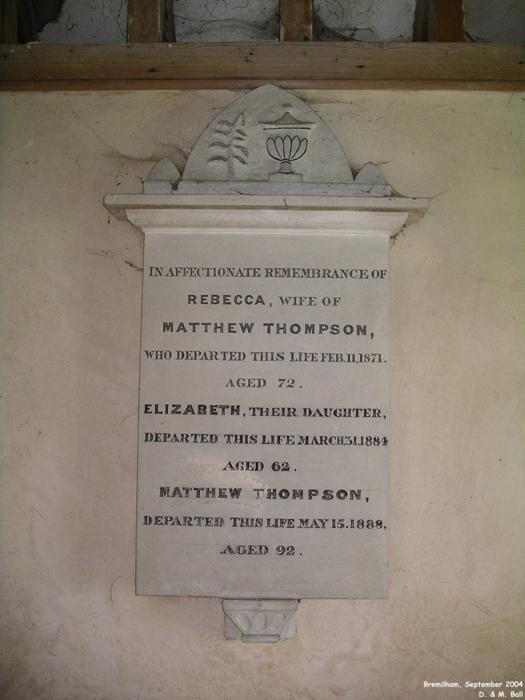 IN AFFECTIONATE REMEMBRANCE OF
REBECCA, WIFE OF
MATTHEW THOMPSON,
WHO DEPARTED THIS LIFE FEB. 11, 1871.
AGED 72.
ELIZABETH, THEIR DAUGHTER,
DEPARTED THIS LIFE MARCH 31. 1884
AGED 62.
MATTHEW THOMPSON,
DEPARTED THIS LIFE MAY 15. 1888,
AGED 92.
Bremilham, September 2004
D. & M. Ball